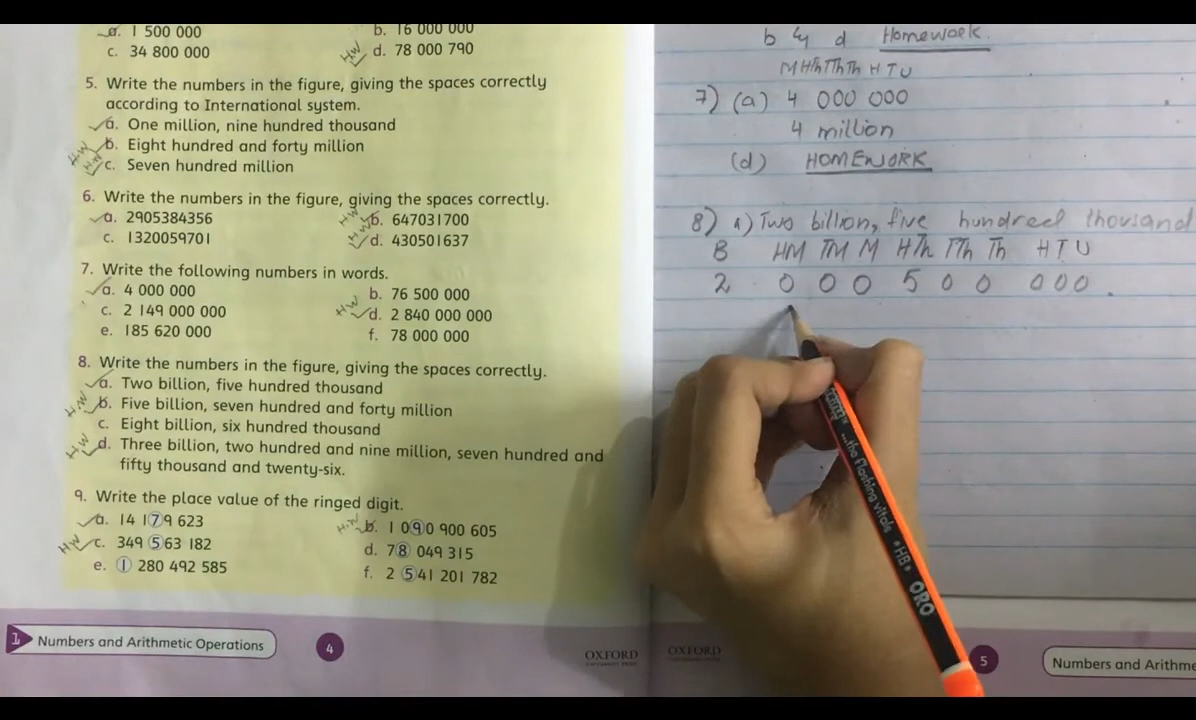 a. 1 500 000
b. 16 000 000
c. 34 800 000
HW d. 78 000 790
5. Write the numbers in the figure, giving the spaces correctly
according to International system.
a. One million, nine hundred thousand
HW b. Eight hundred and forty million
HW c. Seven hundred million
6. Write the numbers in the figure, giving the spaces correctly.
a. 2905384356
HW b. 647031700
c. 1320059701
HW d. 430501637
7. Write the following numbers in words.
a. 4 000 000
b. 76 500 000
c. 2 149 000 000
HW d. 2 840 000 000
e. 185 620 000
f. 78 000 000
8. Write the numbers in the figure, giving the spaces correctly.
a. Two billion, five hundred thousand
H.W b. Five billion, seven hundred and forty million
c. Eight billion, six hundred thousand
HW d. Three billion, two hundred and nine million, seven hundred and
fifty thousand and twenty-six.
9. Write the place value of the ringed digit.
a. 14 179 623
H.W b. 1 090 900 605
HW c. 349 563 182
d. 78 049 315
e. 1 280 492 585
f. 2 541 201 782
1 Numbers and Arithmetic Operations
4
OXFORD
b & d Homework.
M HTh TTh Th H T U
7) (a) 4 000 000
4 million
(d) HOMEWORK
8) a) Two billion, five hundred thousand
B HM TM M HTh TTh Th H T U
2 0 0 0 5 0 0 0 0 0.
...the flashing vitals * HB * ORO
OXFORD
5
Numbers and Arithme